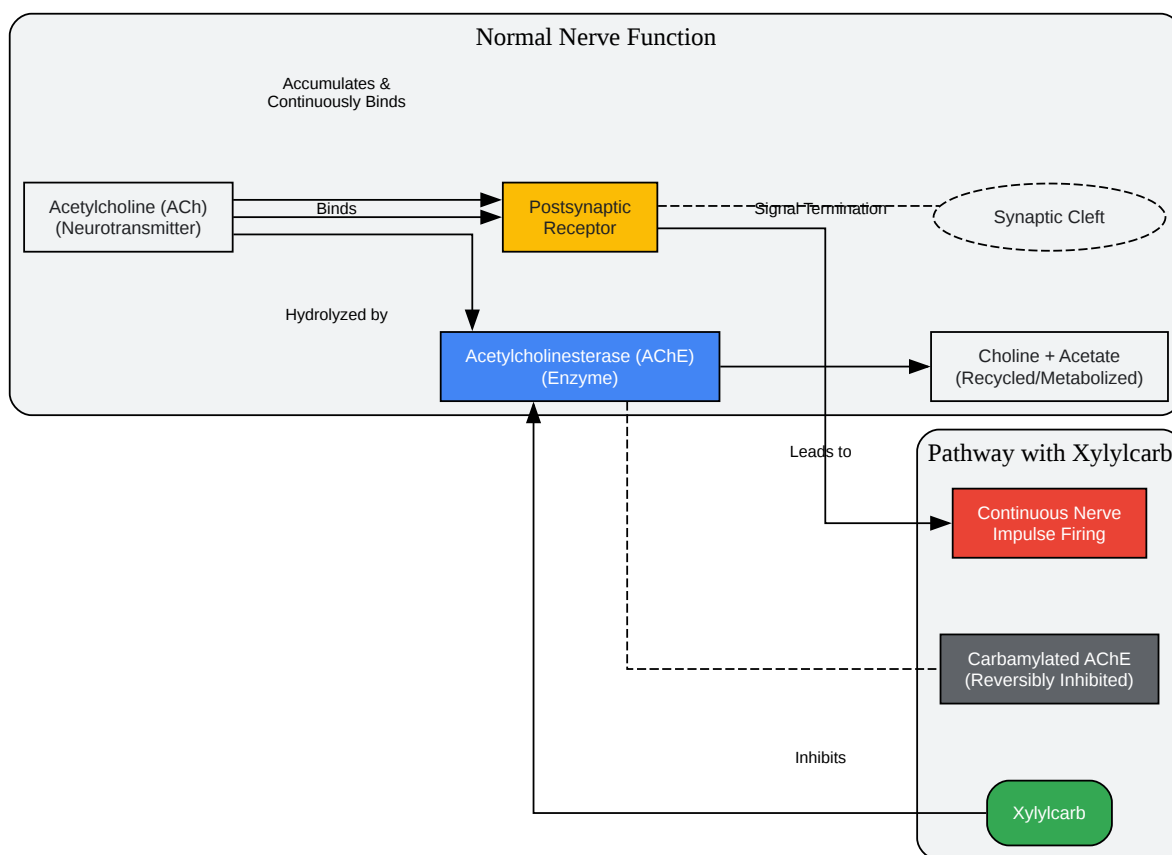 Normal Nerve Function
Accumulates &
Continuously Binds
Acetylcholine (ACh)
(Neurotransmitter)
Binds
Postsynaptic
Receptor
Signal Termination
Synaptic Cleft
Hydrolyzed by
Acetylcholinesterase (AChE)
(Enzyme)
Choline + Acetate
(Recycled/Metabolized)
Leads to
Pathway with Xylylcarb
Continuous Nerve
Impulse Firing
Carbamylated AChE
(Reversibly Inhibited)
Inhibits
Xylylcarb